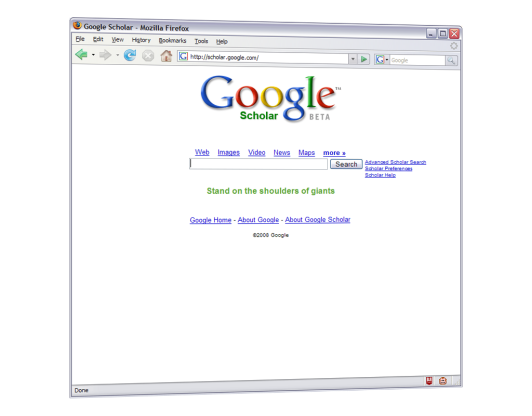 Google Scholar - Mozilla Firefox
File Edit View History Bookmarks Tools Help
http://scholar.google.com/ Google
Google™
Scholar BETA
Web Images Video News Maps more »
Search
Advanced Scholar Search
Scholar Preferences
Scholar Help
Stand on the shoulders of giants
Google Home - About Google - About Google Scholar
©2008 Google
Done